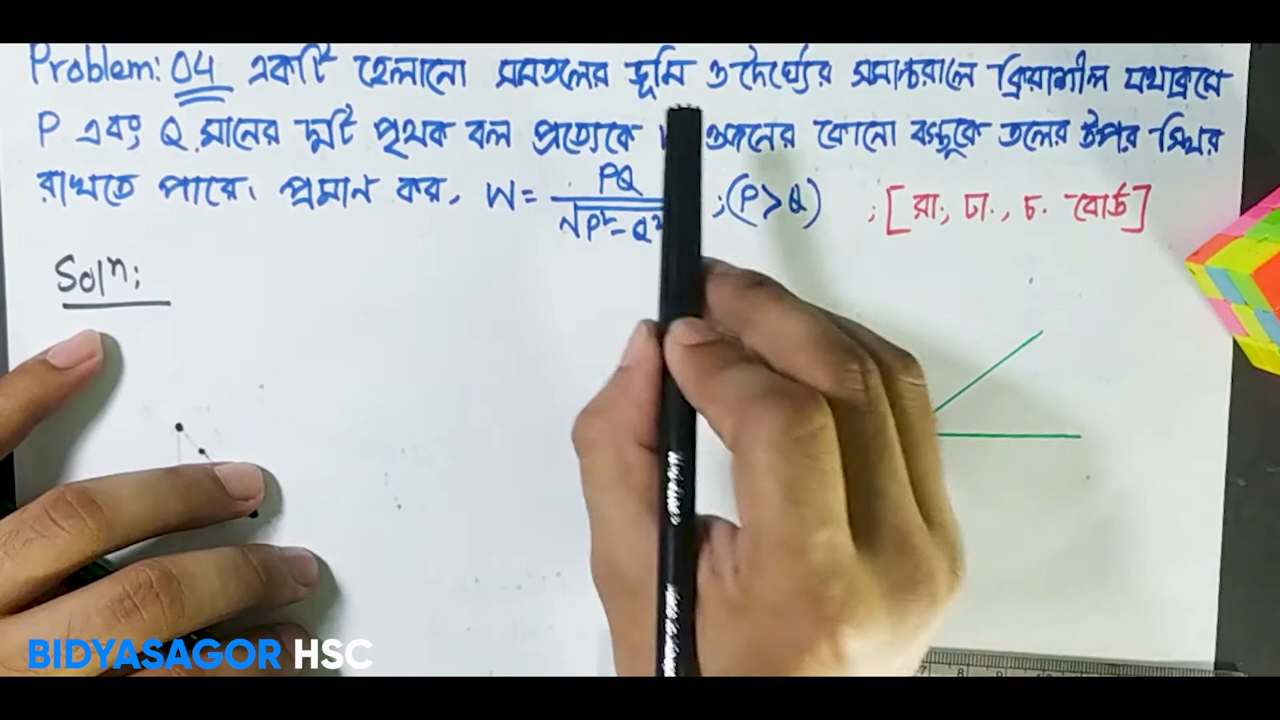 Problem: 04 একটি হেলানো সমতলের ভূমি ও দৈর্ঘ্যের সমান্তরালে ক্রিয়াশীল যথাক্রমে
P এবং Q মানের দুটি পৃথক বল প্রত্যেকে ওজনের কোনো বস্তুকে তলের উপর স্থির
রাখতে পারে। প্রমান কর, W = PQ / √P² - Q² ; (P > Q) ; [রা:, ঢা., চ. বোর্ড]
Solⁿ:
BIDYASAGOR HSC